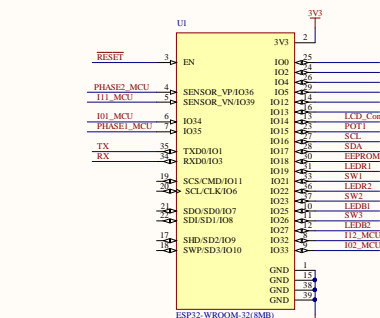 U1
3V3
3V3
2
RESET
3
EN
PHASE2_MCU
4
SENSOR_VP/IO36
I11_MCU
5
SENSOR_VN/IO39
I01_MCU
6
IO34
PHASE1_MCU
7
IO35
TX
35
TXD0/IO1
RX
34
RXD0/IO3
19
SCS/CMD/IO11
20
SCL/CLK/IO6
21
SDO/SD0/IO7
22
SDI/SD1/IO8
17
SHD/SD2/IO9
18
SWP/SD3/IO10
IO0
25
IO2
24
IO4
26
IO5
29
IO12
14
IO13
16
IO14
13
LCD_Con
IO15
23
POT1
IO16
27
SCL
IO17
28
SDA
IO18
30
EEPROM
IO19
31
LEDR1
IO21
33
SW1
IO22
36
LEDR2
IO23
37
SW2
IO25
10
LEDB1
IO26
11
SW3
IO27
12
LEDB2
IO32
8
I12_MCU
IO33
9
I02_MCU
GND
1
GND
15
GND
38
GND
39
ESP32-WROOM-32(8MB)